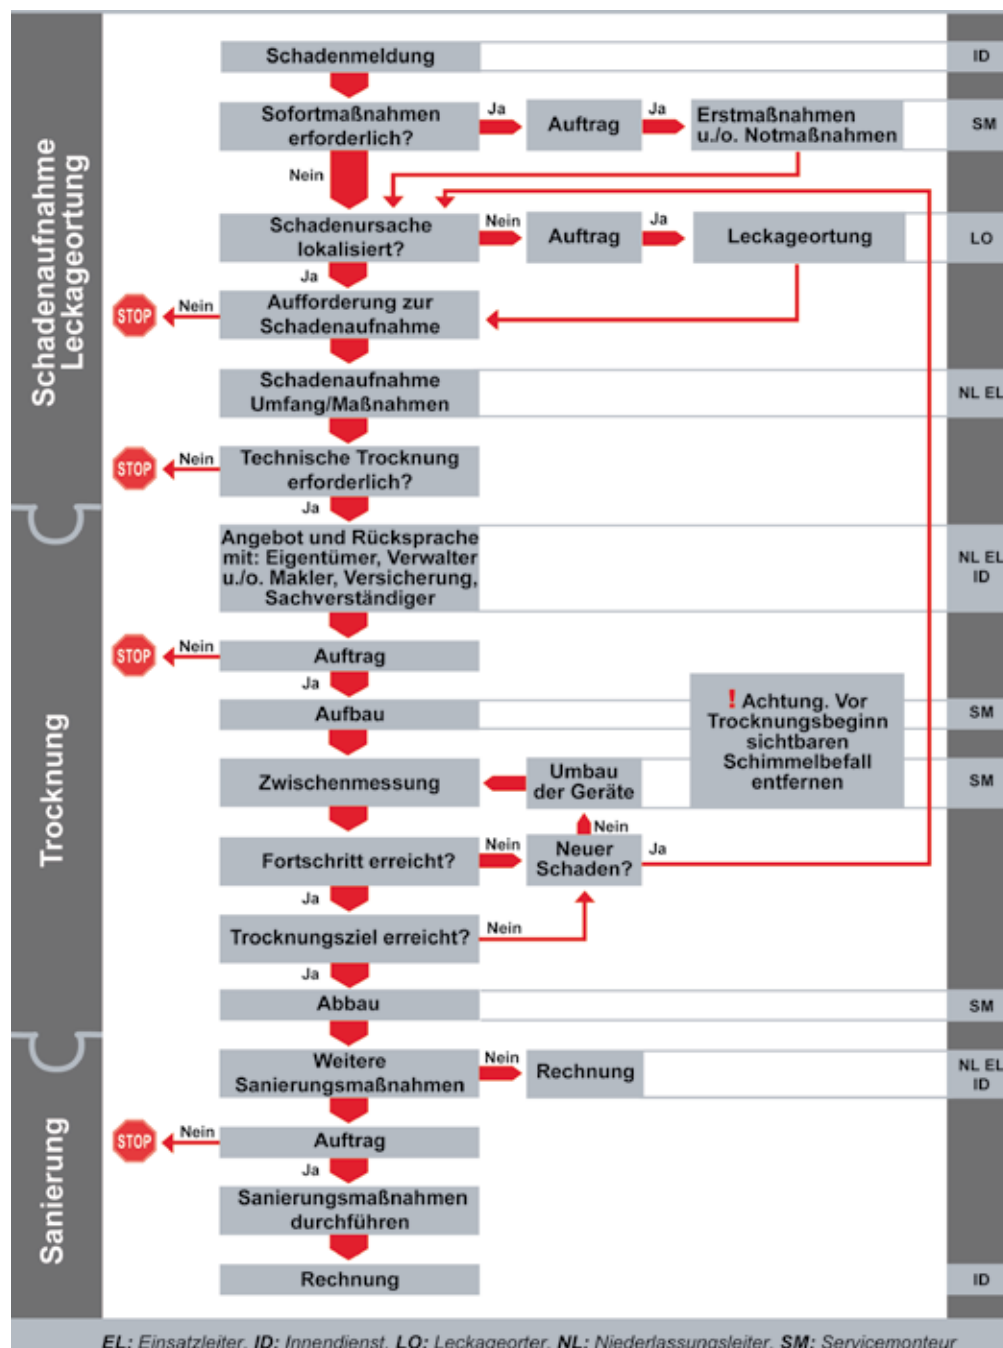 Schadenaufnahme
Leckageortung
Schadenmeldung
ID
Sofortmaßnahmen
erforderlich?
Ja
Auftrag
Ja
Erstmaßnahmen
u./o. Notmaßnahmen
SM
Nein
Schadenursache
lokalisiert?
Nein
Auftrag
Ja
Leckageortung
LO
Ja
Aufforderung zur
Schadenaufnahme
Nein
STOP
Schadenaufnahme
Umfang/Maßnahmen
NL EL
Technische Trocknung
erforderlich?
Nein
STOP
Ja
Trocknung
Angebot und Rücksprache
mit: Eigentümer, Verwalter
u./o. Makler, Versicherung,
Sachverständiger
NL EL
ID
Auftrag
Nein
STOP
Ja
Aufbau
SM
! Achtung. Vor
Trocknungsbeginn
sichtbaren
Schimmelbefall
entfernen
Zwischenmessung
Umbau
der Geräte
SM
Nein
Fortschritt erreicht?
Nein
Neuer
Schaden?
Ja
Ja
Trocknungsziel erreicht?
Nein
Ja
Abbau
SM
Sanierung
Weitere
Sanierungsmaßnahmen
Nein
Rechnung
NL EL
ID
Auftrag
Nein
STOP
Ja
Sanierungsmaßnahmen
durchführen
Rechnung
ID
EL: Einsatzleiter, ID: Innendienst, LO: Leckageorter, NL: Niederlassungsleiter, SM: Servicemonteur